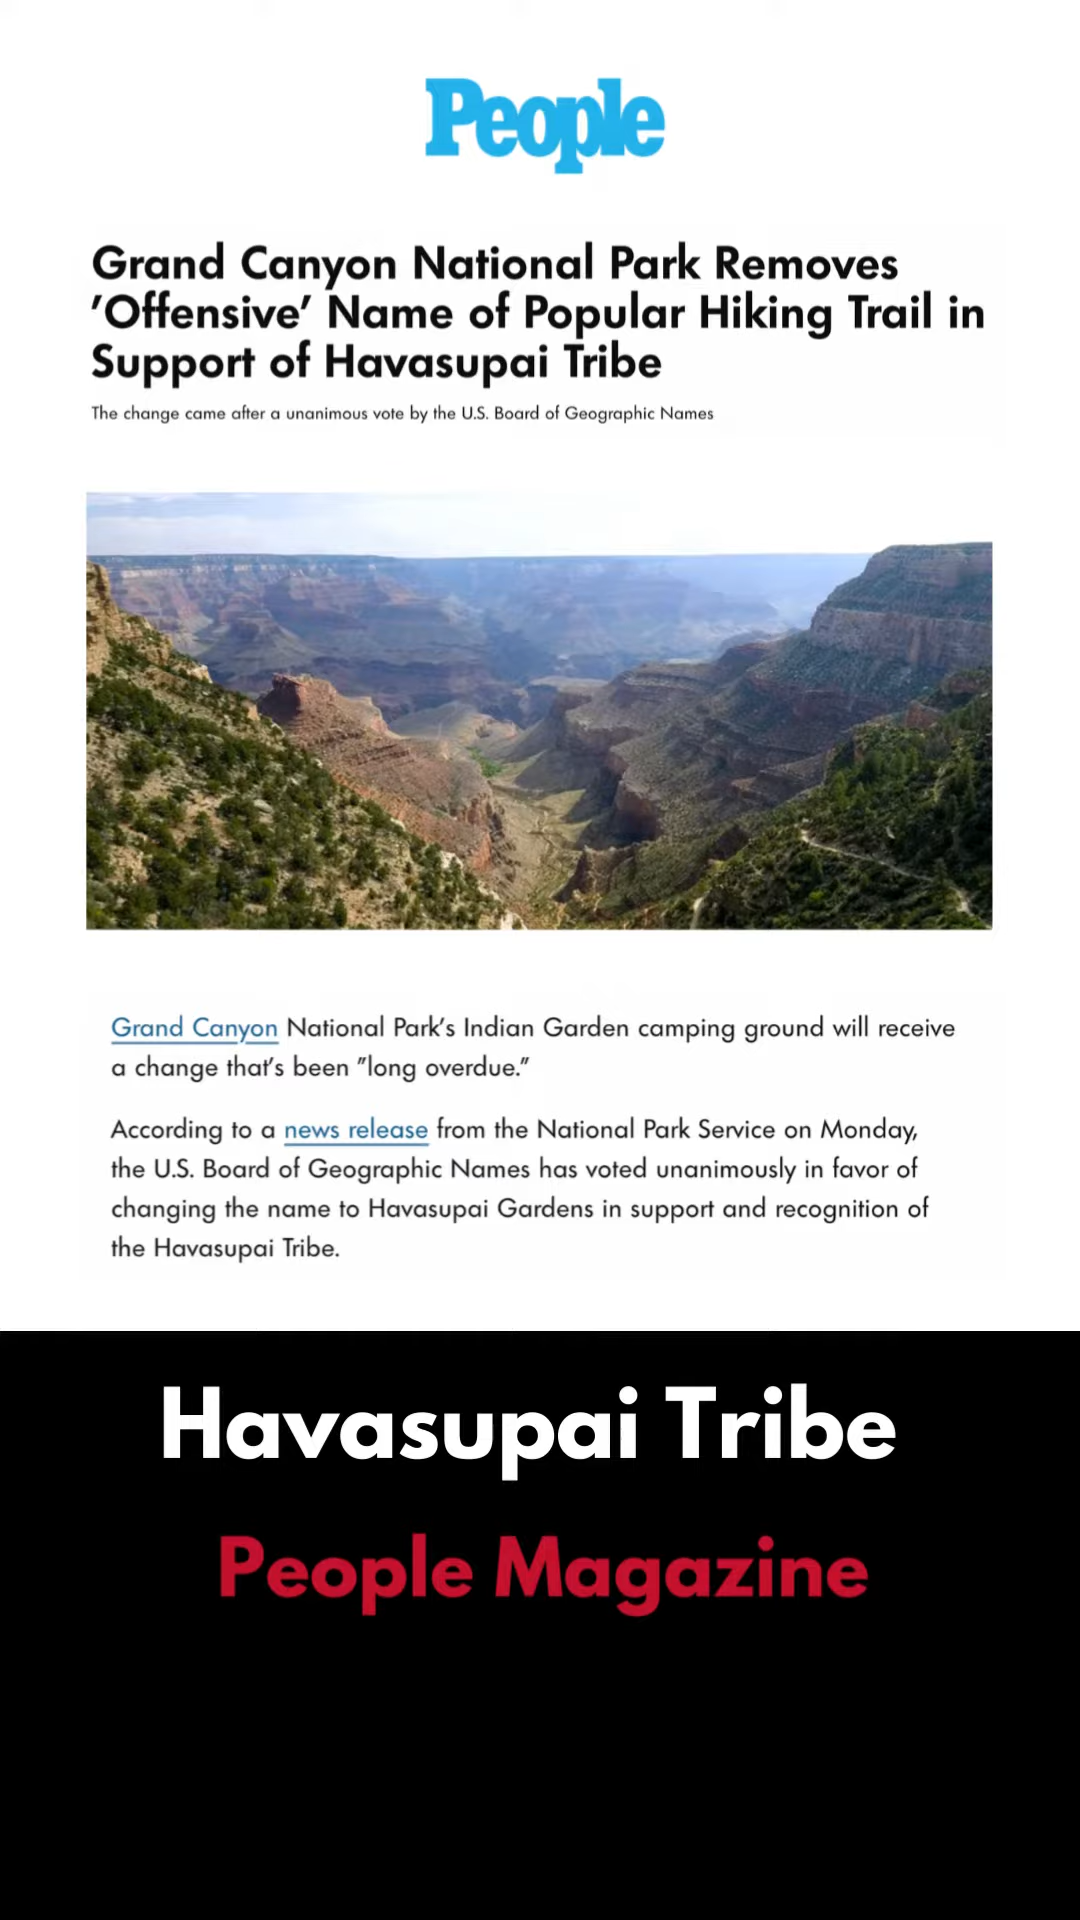 People
Grand Canyon National Park Removes
'Offensive' Name of Popular Hiking Trail in
Support of Havasupai Tribe
The change came after a unanimous vote by the U.S. Board of Geographic Names
Grand Canyon National Park's Indian Garden camping ground will receive
a change that's been "long overdue."
According to a news release from the National Park Service on Monday,
the U.S. Board of Geographic Names has voted unanimously in favor of
changing the name to Havasupai Gardens in support and recognition of
the Havasupai Tribe.
Havasupai Tribe
People Magazine